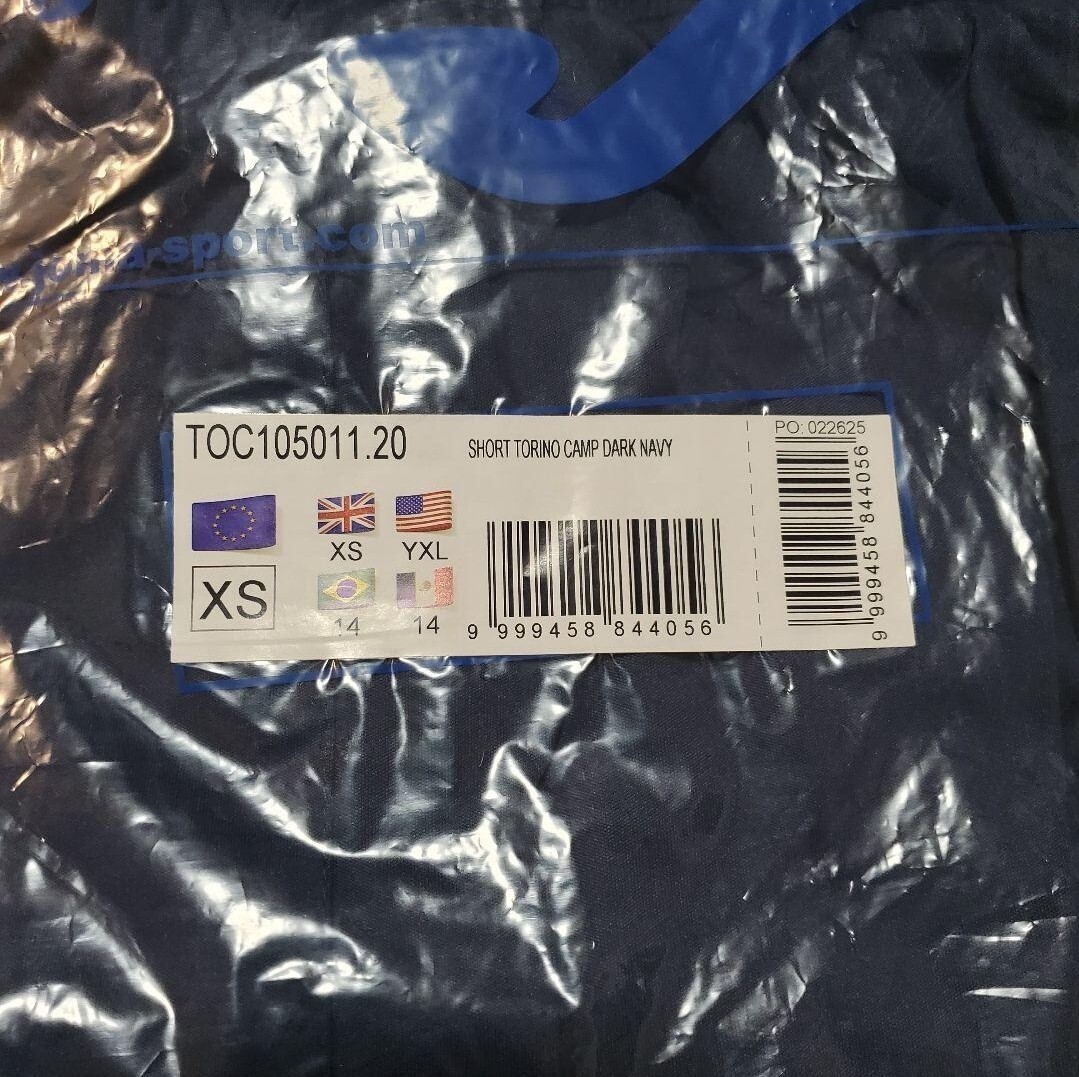 joma-sport.com
TOC105011.20
SHORT TORINO CAMP DARK NAVY
PO: 022625
XS
XS
YXL
14
14
9 999458 844056
9 999458 844056